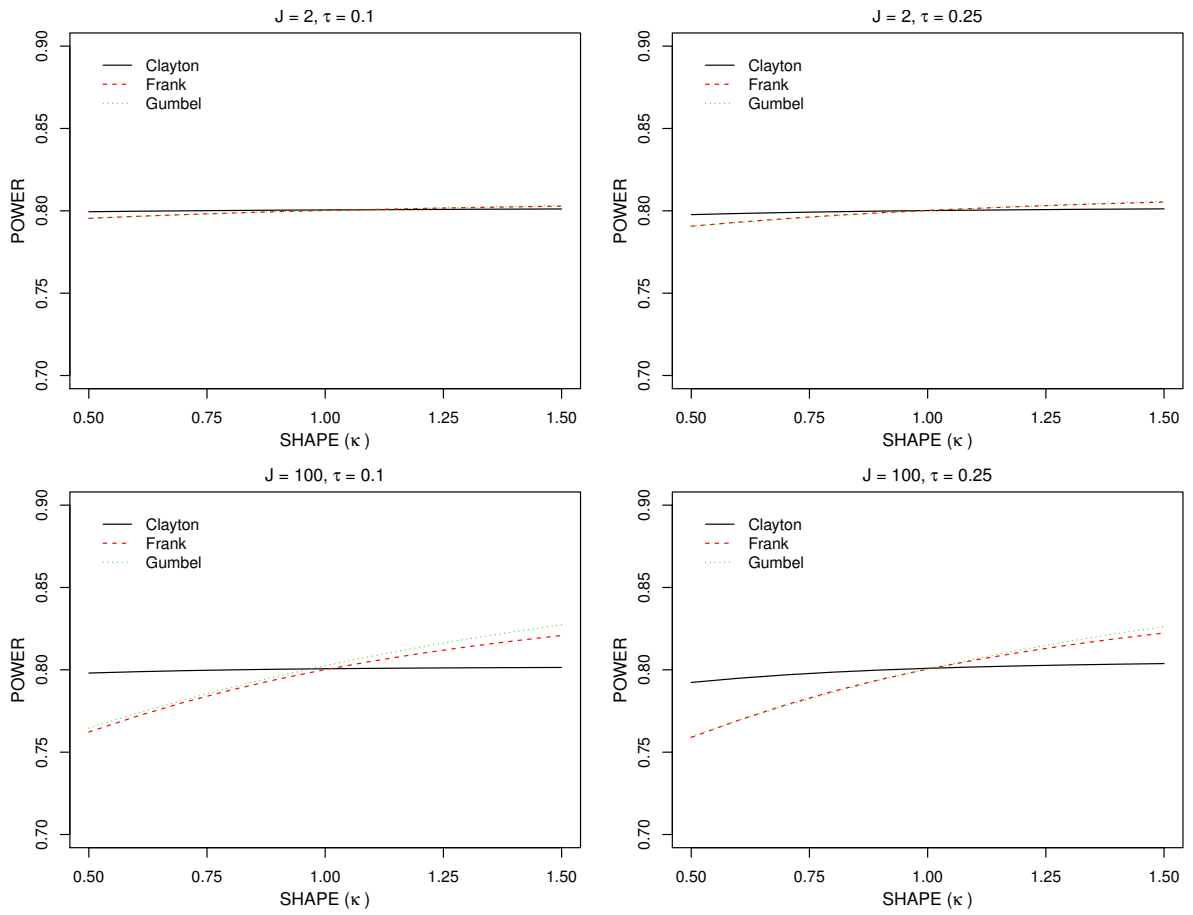 J = 2, τ = 0.1
0.90
0.85
0.80
0.75
0.70
POWER
Clayton
Frank
Gumbel
0.50 0.75 1.00 1.25 1.50
SHAPE (κ )
J = 2, τ = 0.25
0.90
0.85
0.80
0.75
0.70
POWER
Clayton
Frank
Gumbel
0.50 0.75 1.00 1.25 1.50
SHAPE (κ )
J = 100, τ = 0.1
0.90
0.85
0.80
0.75
0.70
POWER
Clayton
Frank
Gumbel
0.50 0.75 1.00 1.25 1.50
SHAPE (κ )
J = 100, τ = 0.25
0.90
0.85
0.80
0.75
0.70
POWER
Clayton
Frank
Gumbel
0.50 0.75 1.00 1.25 1.50
SHAPE (κ )